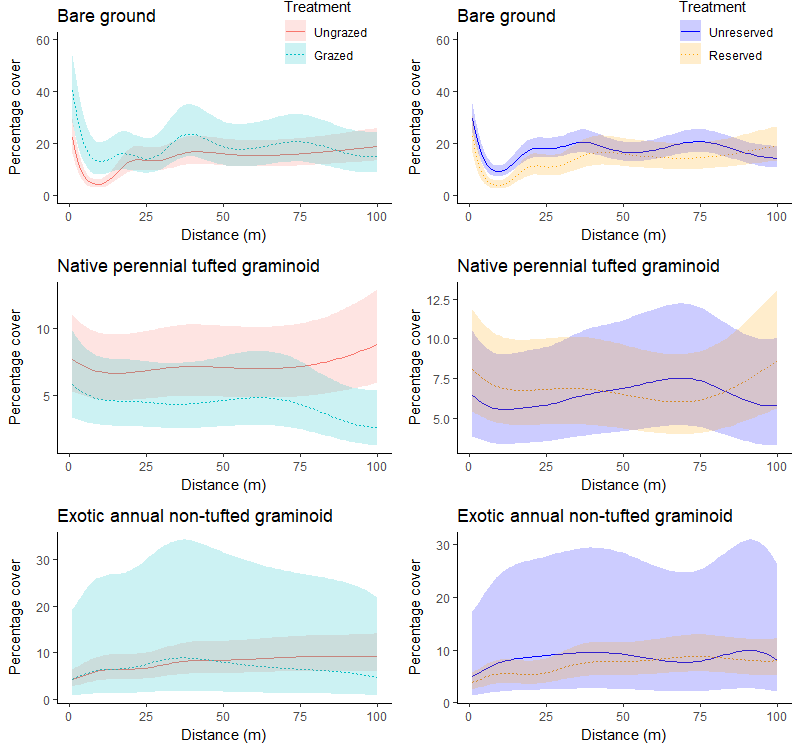 Bare ground
Treatment
Ungrazed
Grazed
Percentage cover
60
40
20
0
0 25 50 75 100
Distance (m)
Bare ground
Treatment
Unreserved
Reserved
Percentage cover
60
40
20
0
0 25 50 75 100
Distance (m)
Native perennial tufted graminoid
Percentage cover
10
5
0 25 50 75 100
Distance (m)
Native perennial tufted graminoid
Percentage cover
12.5
10.0
7.5
5.0
0 25 50 75 100
Distance (m)
Exotic annual non-tufted graminoid
Percentage cover
30
20
10
0
0 25 50 75 100
Distance (m)
Exotic annual non-tufted graminoid
Percentage cover
30
20
10
0
0 25 50 75 100
Distance (m)